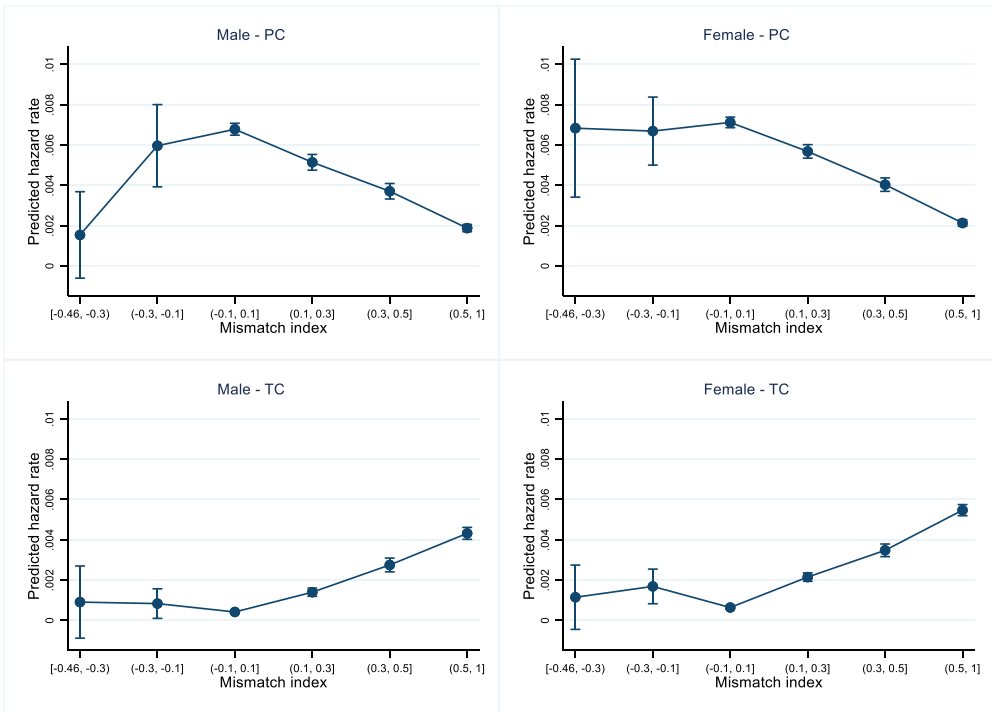 Male - PC
Predicted hazard rate
.01
.008
.006
.004
.002
0
[-0.46, -0.3) (-0.3, -0.1] (-0.1, 0.1] (0.1, 0.3] (0.3, 0.5] (0.5, 1]
Mismatch index
Female - PC
Predicted hazard rate
.01
.008
.006
.004
.002
0
[-0.46, -0.3) (-0.3, -0.1] (-0.1, 0.1] (0.1, 0.3] (0.3, 0.5] (0.5, 1]
Mismatch index
Male - TC
Predicted hazard rate
.01
.008
.006
.004
.002
0
[-0.46, -0.3) (-0.3, -0.1] (-0.1, 0.1] (0.1, 0.3] (0.3, 0.5] (0.5, 1]
Mismatch index
Female - TC
Predicted hazard rate
.01
.008
.006
.004
.002
0
[-0.46, -0.3) (-0.3, -0.1] (-0.1, 0.1] (0.1, 0.3] (0.3, 0.5] (0.5, 1]
Mismatch index